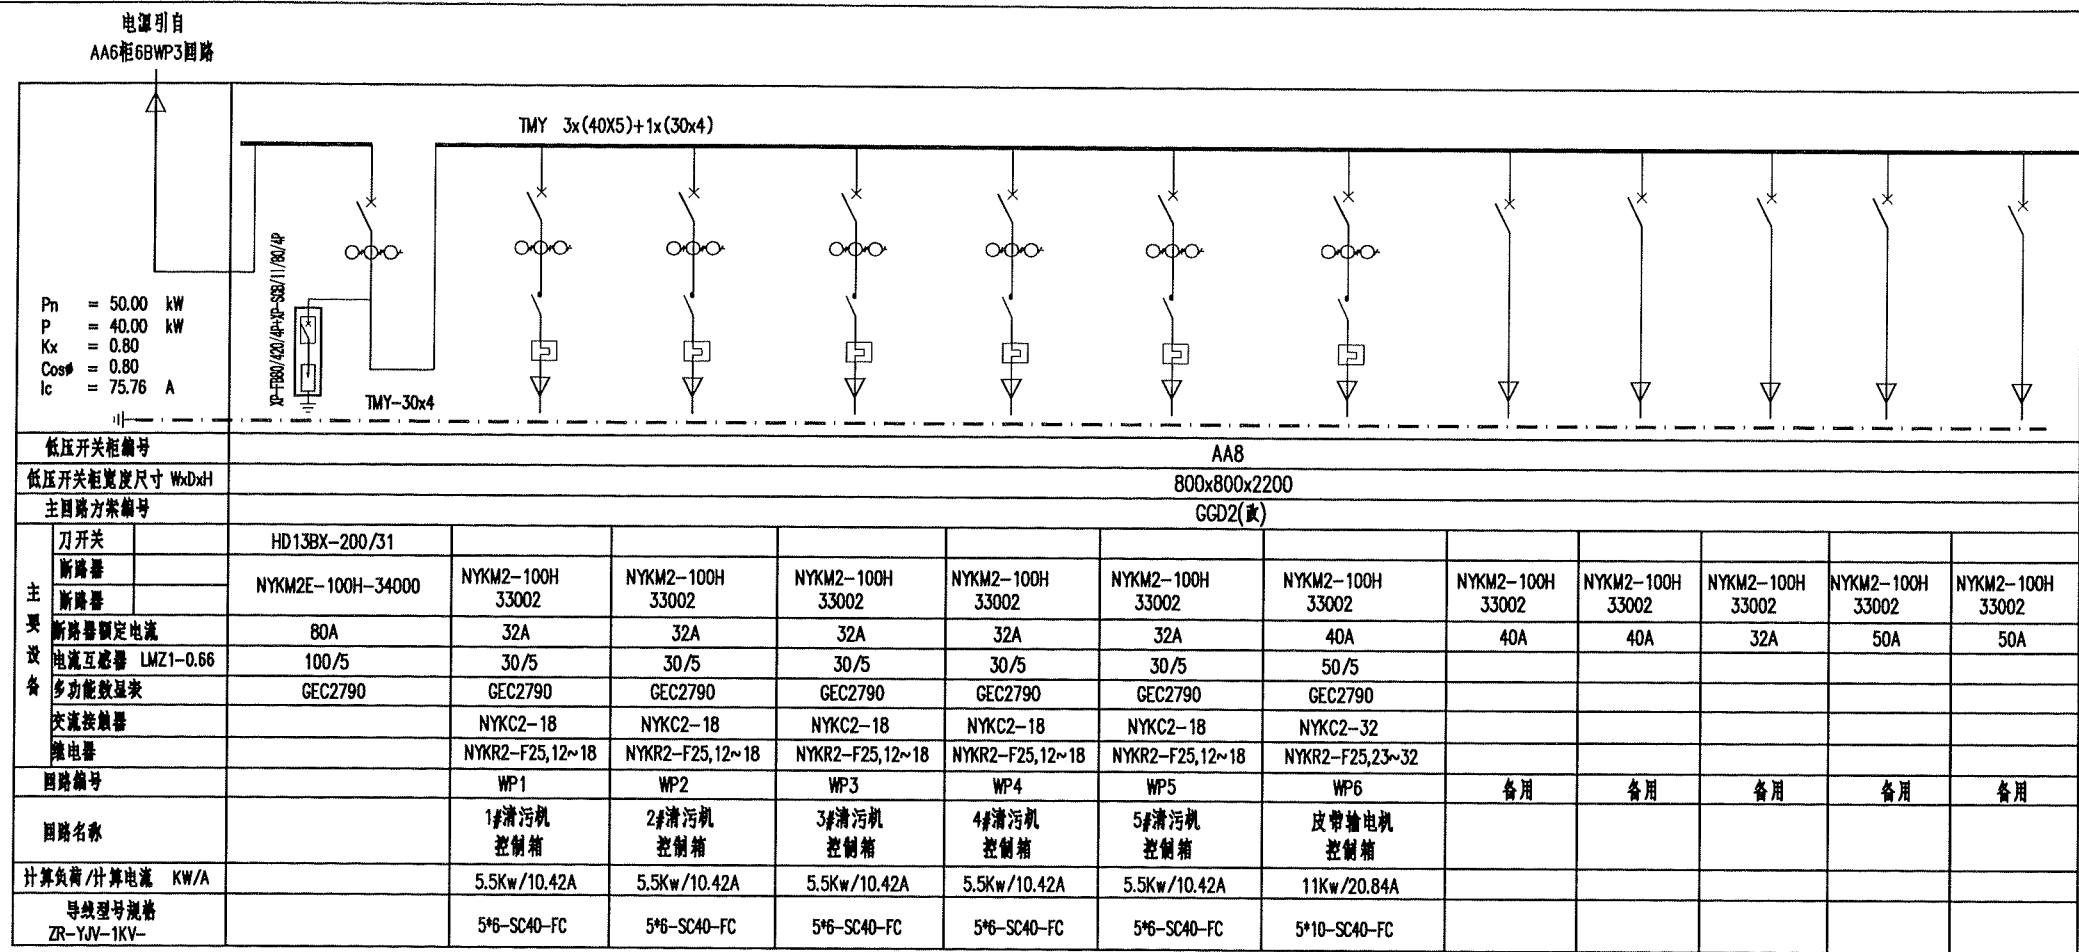 电源引自
AA6柜6BWP3回路
TMY 3x(40X5)+1x(30x4)
XP-FB80/420/4P+XP-SCB/11/80/4P
Pn = 50.00 kW
P = 40.00 kW
Kx = 0.80
Cosø = 0.80
Ic = 75.76 A
TMY-30x4
低压开关柜编号 AA8
低压开关柜宽度尺寸 WxDxH 800x800x2200
主回路方案编号 GGD2(改)
主要设备
刀开关 HD13BX-200/31
断路器
断路器
NYKM2E-100H-34000
NYKM2-100H NYKM2-100H NYKM2-100H NYKM2-100H NYKM2-100H NYKM2-100H NYKM2-100H NYKM2-100H NYKM2-100H NYKM2-100H NYKM2-100H
33002 33002 33002 33002 33002 33002 33002 33002 33002 33002 33002
断路器额定电流 80A 32A 32A 32A 32A 32A 40A 40A 40A 32A 50A 50A
电流互感器 LMZ1-0.66 100/5 30/5 30/5 30/5 30/5 30/5 50/5
多功能数显表 GEC2790 GEC2790 GEC2790 GEC2790 GEC2790 GEC2790 GEC2790
交流接触器 NYKC2-18 NYKC2-18 NYKC2-18 NYKC2-18 NYKC2-18 NYKC2-32
继电器 NYKR2-F25,12~18 NYKR2-F25,12~18 NYKR2-F25,12~18 NYKR2-F25,12~18 NYKR2-F25,12~18 NYKR2-F25,23~32
回路编号 WP1 WP2 WP3 WP4 WP5 WP6 备用 备用 备用 备用 备用
回路名称
1#清污机 2#清污机 3#清污机 4#清污机 5#清污机 皮带输电机
控制箱 控制箱 控制箱 控制箱 控制箱 控制箱
计算负荷/计算电流 KW/A 5.5Kw/10.42A 5.5Kw/10.42A 5.5Kw/10.42A 5.5Kw/10.42A 5.5Kw/10.42A 11Kw/20.84A
导线型号规格
ZR-YJV-1KV- 5*6-SC40-FC 5*6-SC40-FC 5*6-SC40-FC 5*6-SC40-FC 5*6-SC40-FC 5*10-SC40-FC